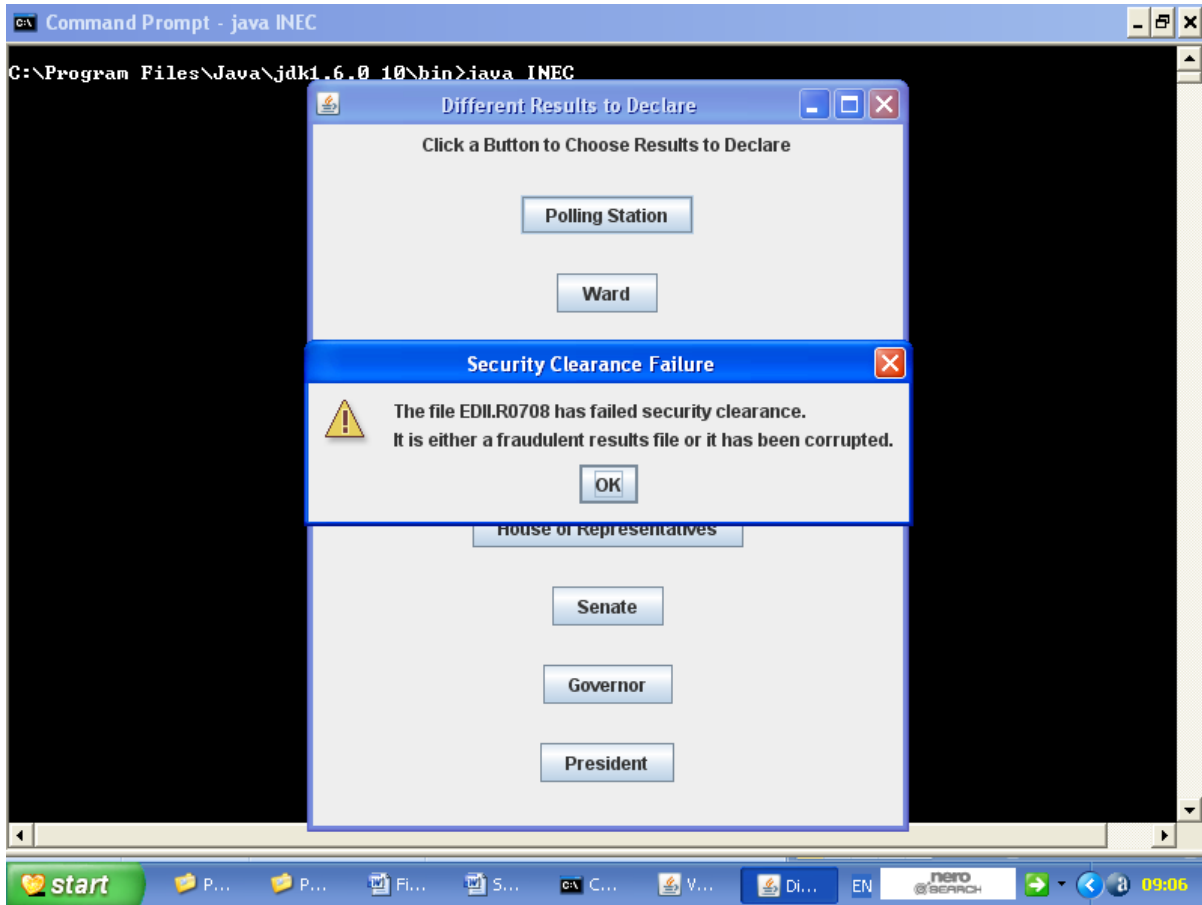 Command Prompt - java INEC
C:\Program Files\Java\jdk1.6.0_10\bin>java INEC
Different Results to Declare
Click a Button to Choose Results to Declare
Polling Station
Ward
Security Clearance Failure
The file EDII.R0708 has failed security clearance.
It is either a fraudulent results file or it has been corrupted.
OK
House of Representatives
Senate
Governor
President
start
P...
P...
Fi...
S...
C...
V...
Di...
EN
nero
SEARCH
09:06